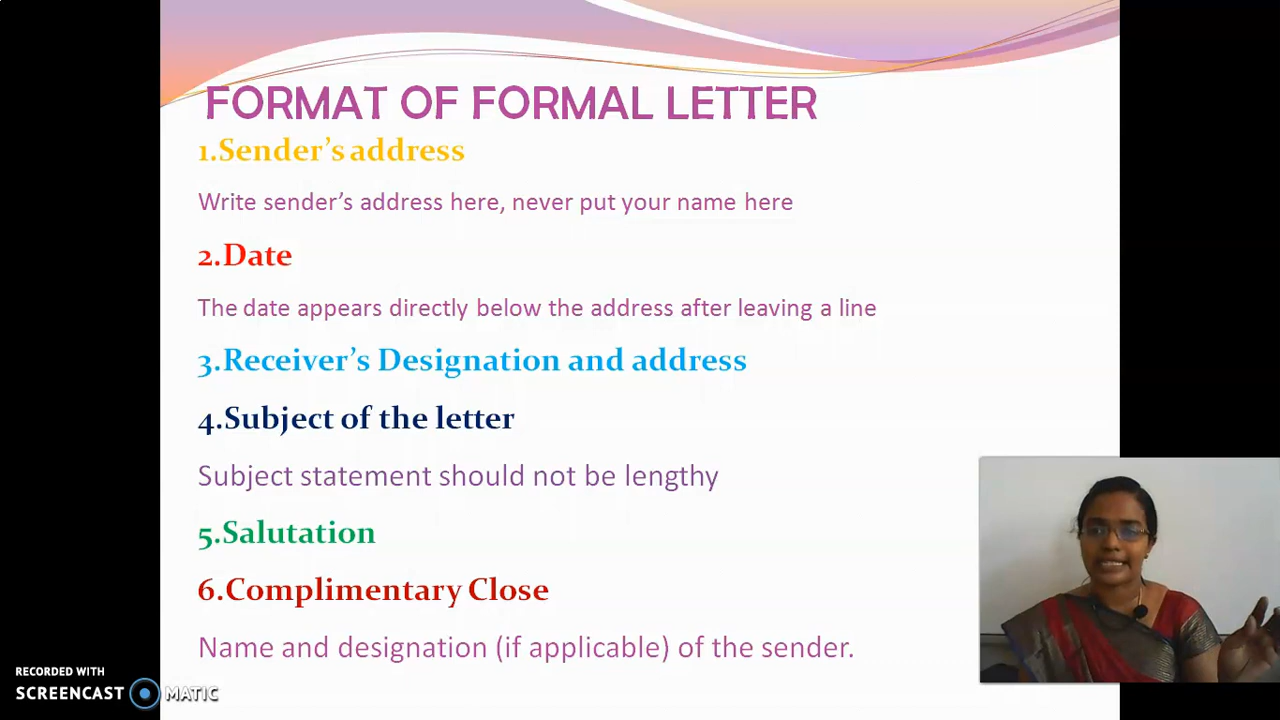 FORMAT OF FORMAL LETTER
1.Sender's address
Write sender's address here, never put your name here
2.Date
The date appears directly below the address after leaving a line
3.Receiver's Designation and address
4.Subject of the letter
Subject statement should not be lengthy
5.Salutation
6.Complimentary Close
Name and designation (if applicable) of the sender.
RECORDED WITH
SCREENCAST MATIC